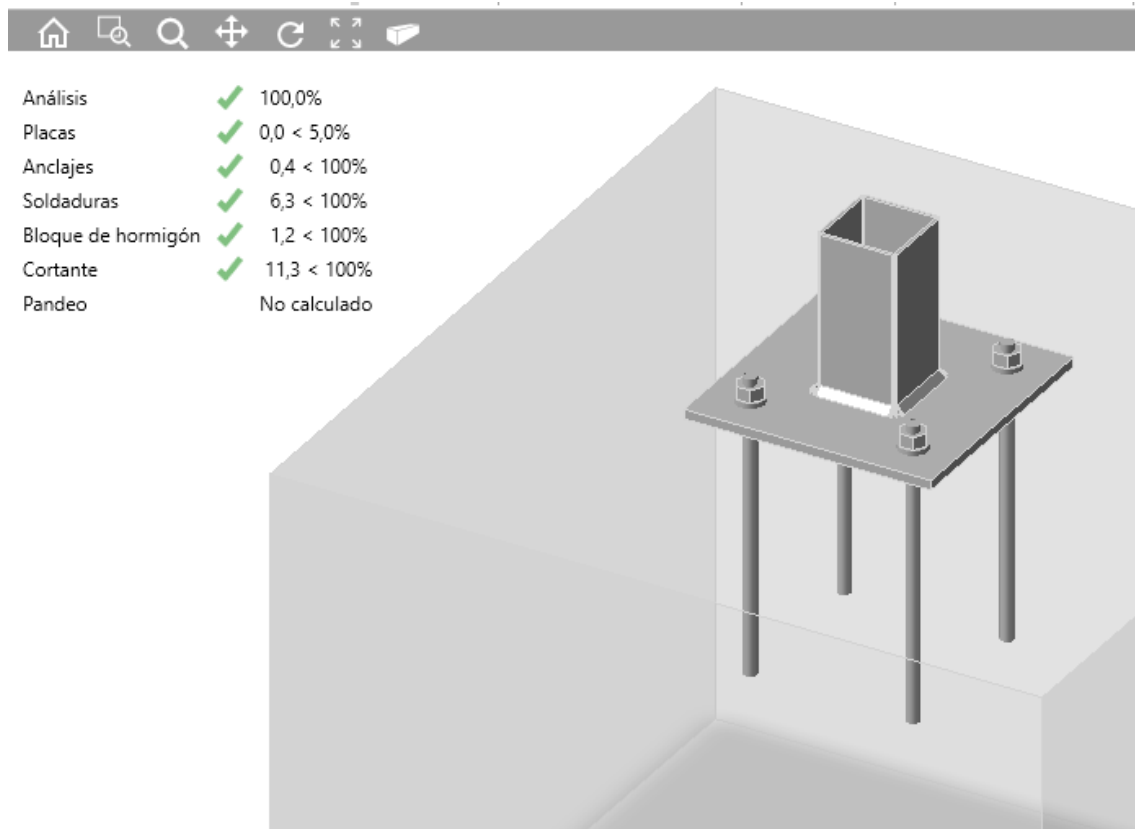 Análisis 100,0%
Placas 0,0 < 5,0%
Anclajes 0,4 < 100%
Soldaduras 6,3 < 100%
Bloque de hormigón 1,2 < 100%
Cortante 11,3 < 100%
Pandeo No calculado